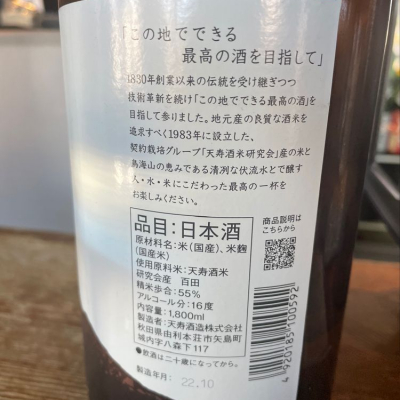 「この地でできる
最高の酒を目指して」
1830年創業以来の伝統を受け継ぎつつ
技術革新を続け「この地でできる最高の酒」を
目指して参りました。地元産の良質な酒米を
追求すべく1983年に設立した、
契約栽培グループ「天寿酒米研究会」産の米と
鳥海山の恵みである清冽な伏流水とで醸す
人・水・米にこだわった最高の一杯を
お楽しみください。
商品説明は
こちらから
品目:日本酒
原材料名:米(国産)、米麹
(国産米)
使用原料米:天寿酒米
研究会産 百田
精米歩合:55%
アルコール分:16度
内容量:1,800ml
製造者:天寿酒造株式会社
秋田県由利本荘市矢島町
城内字八森下117
●飲酒は二十歳になってから。
製造年月: 22.10
4 920185 100592